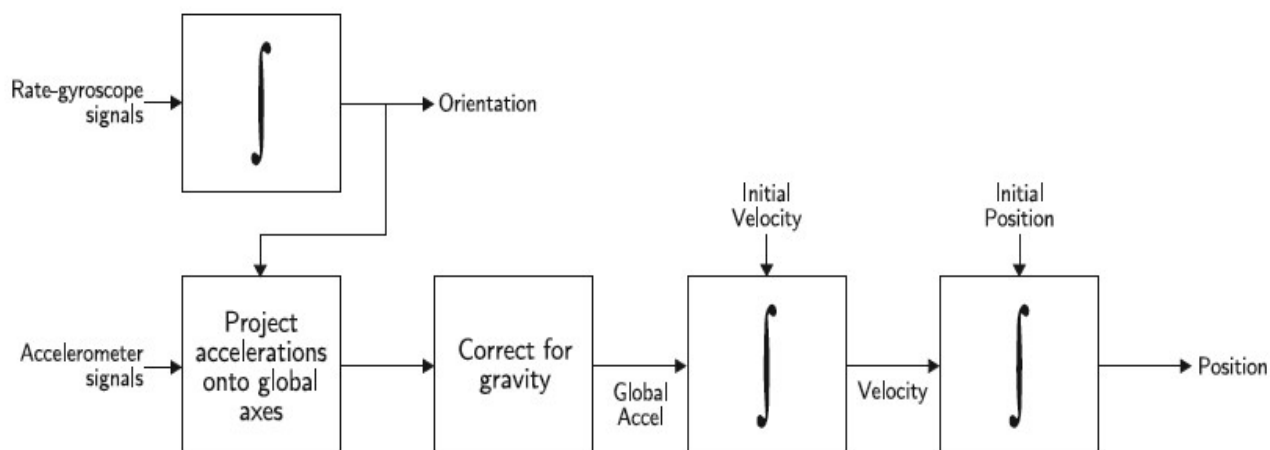 Rate-gyroscope
signals
Orientation
Initial
Velocity
Initial
Position
Accelerometer
signals
Project
accelerations
onto global
axes
Correct for
gravity
Global
Accel
Velocity
Position